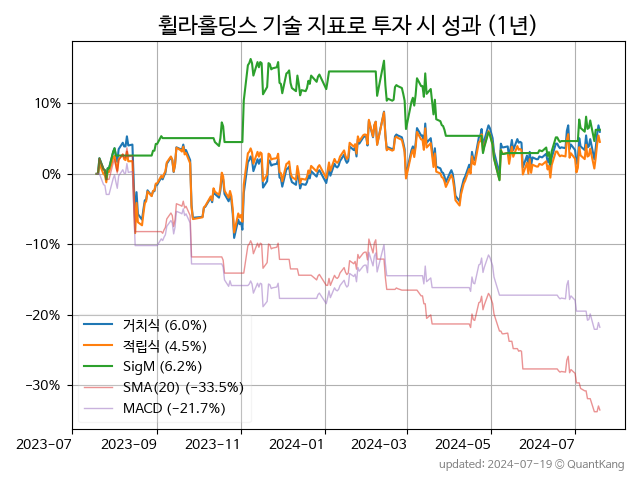 휠라홀딩스 기술 지표로 투자 시 성과 (1년)
10%
0%
−10%
−20%
−30%
거치식 (6.0%)
적립식 (4.5%)
SigM (6.2%)
SMA(20) (−33.5%)
MACD (−21.7%)
2023-07 2023-09 2023-11 2024-01 2024-03 2024-05 2024-07
updated: 2024-07-19 © QuantKang